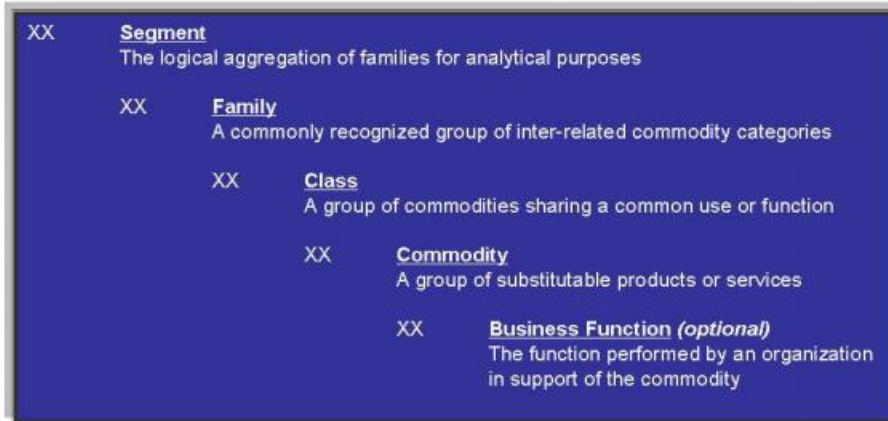 XX Segment
The logical aggregation of families for analytical purposes
XX Family
A commonly recognized group of inter-related commodity categories
XX Class
A group of commodities sharing a common use or function
XX Commodity
A group of substitutable products or services
XX Business Function (optional)
The function performed by an organization
in support of the commodity